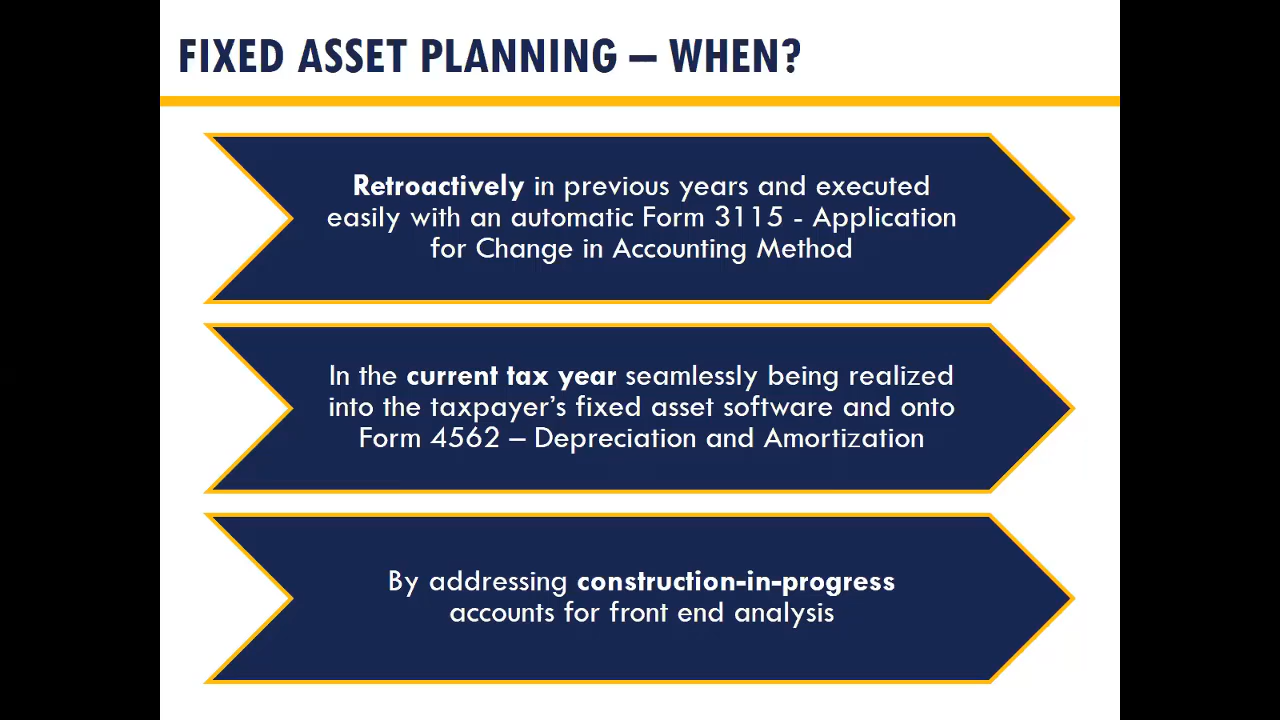 FIXED ASSET PLANNING – WHEN?
Retroactively in previous years and executed
easily with an automatic Form 3115 - Application
for Change in Accounting Method
In the current tax year seamlessly being realized
into the taxpayer’s fixed asset software and onto
Form 4562 – Depreciation and Amortization
By addressing construction-in-progress
accounts for front end analysis